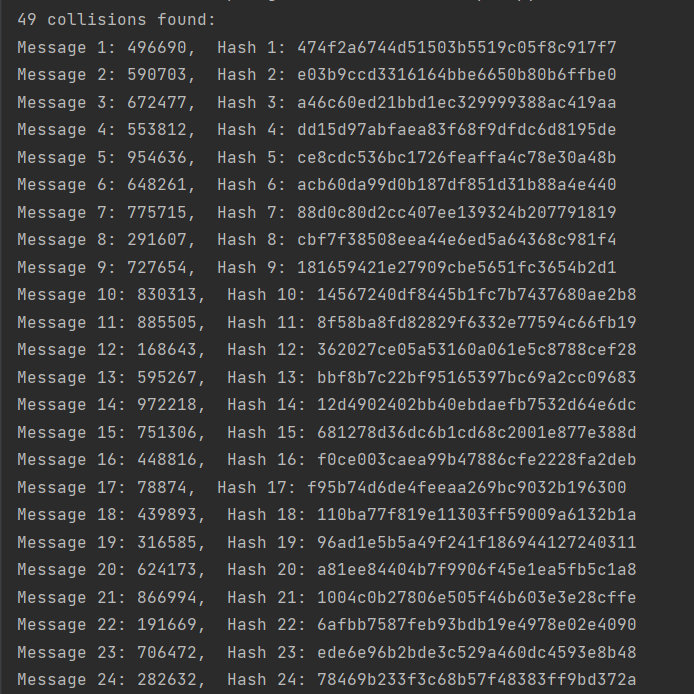 49 collisions found:
Message 1: 496690,  Hash 1: 474f2a6744d51503b5519c05f8c917f7
Message 2: 590703,  Hash 2: e03b9ccd3316164bbe6650b80b6ffbe0
Message 3: 672477,  Hash 3: a46c60ed21bbd1ec329999388ac419aa
Message 4: 553812,  Hash 4: dd15d97abfaea83f68f9dfdc6d8195de
Message 5: 954636,  Hash 5: ce8cdc536bc1726feaffa4c78e30a48b
Message 6: 648261,  Hash 6: acb60da99d0b187df851d31b88a4e440
Message 7: 775715,  Hash 7: 88d0c80d2cc407ee139324b207791819
Message 8: 291607,  Hash 8: cbf7f38508eea44e6ed5a64368c981f4
Message 9: 727654,  Hash 9: 181659421e27909cbe5651fc3654b2d1
Message 10: 830313,  Hash 10: 14567240df8445b1fc7b7437680ae2b8
Message 11: 885505,  Hash 11: 8f58ba8fd82829f6332e77594c66fb19
Message 12: 168643,  Hash 12: 362027ce05a53160a061e5c8788cef28
Message 13: 595267,  Hash 13: bbf8b7c22bf95165397bc69a2cc09683
Message 14: 972218,  Hash 14: 12d4902402bb40ebdaefb7532d64e6dc
Message 15: 751306,  Hash 15: 681278d36dc6b1cd68c2001e877e388d
Message 16: 448816,  Hash 16: f0ce003caea99b47886cfe2228fa2deb
Message 17: 78874,  Hash 17: f95b74d6de4feeaa269bc9032b196300
Message 18: 439893,  Hash 18: 110ba77f819e11303ff59009a6132b1a
Message 19: 316585,  Hash 19: 96ad1e5b5a49f241f186944127240311
Message 20: 624173,  Hash 20: a81ee84404b7f9906f45e1ea5fb5c1a8
Message 21: 866994,  Hash 21: 1004c0b27806e505f46b603e3e28cffe
Message 22: 191669,  Hash 22: 6afbb7587feb93bdb19e4978e02e4090
Message 23: 706472,  Hash 23: ede6e96b2bde3c529a460dc4593e8b48
Message 24: 282632,  Hash 24: 78469b233f3c68b57f48383ff9bd372a